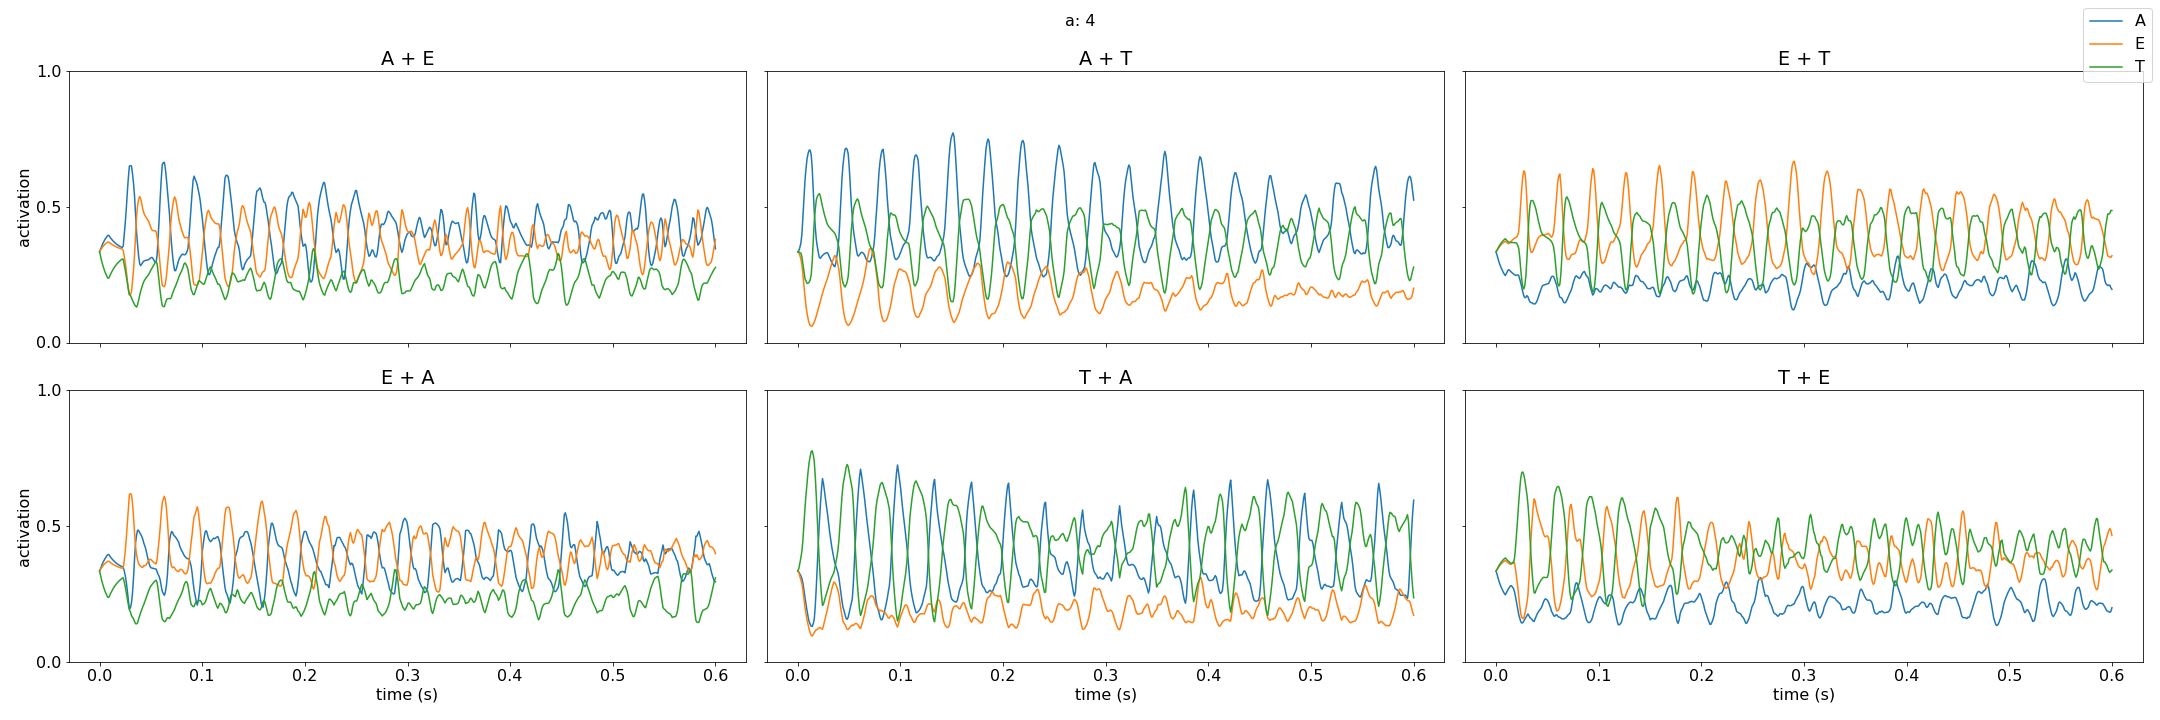 a: 4
A
E
T
A + E
A + T
E + T
1.0
0.5
0.0
activation
E + A
T + A
T + E
1.0
0.5
0.0
activation
0.0 0.1 0.2 0.3 0.4 0.5 0.6
0.0 0.1 0.2 0.3 0.4 0.5 0.6
0.0 0.1 0.2 0.3 0.4 0.5 0.6
time (s)
time (s)
time (s)